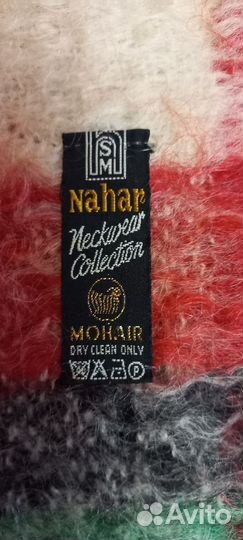 SM
Nahar
Neckwear
Collection
MOHAIR
DRY CLEAN ONLY
P
Avito